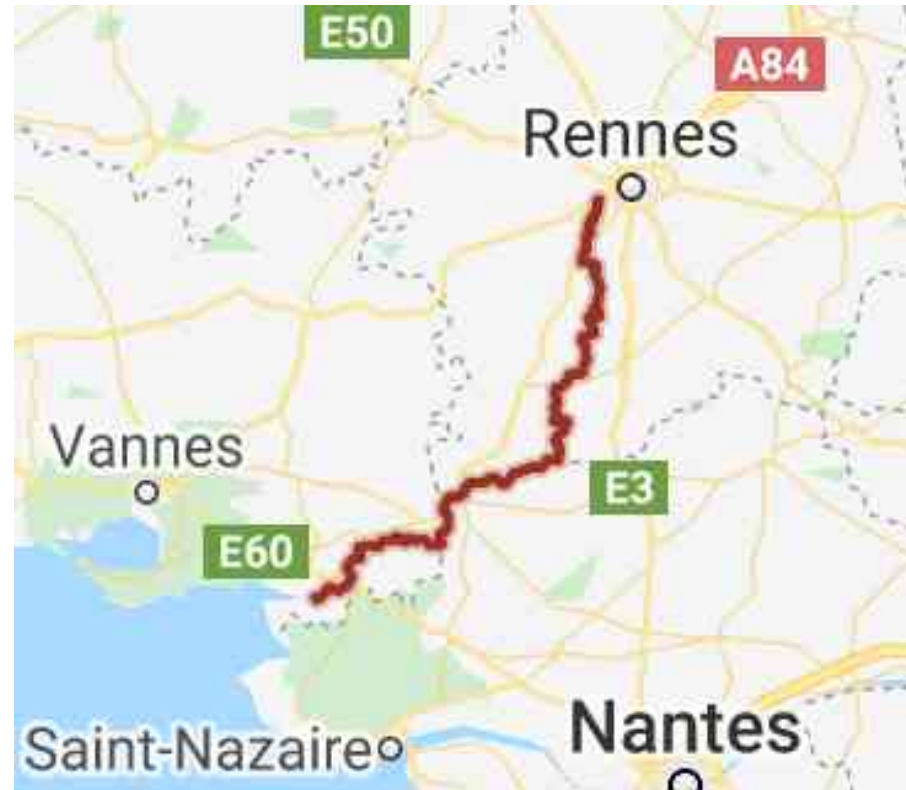 E50
A84
Rennes
Vannes
E3
E60
Nantes
Saint-Nazaire